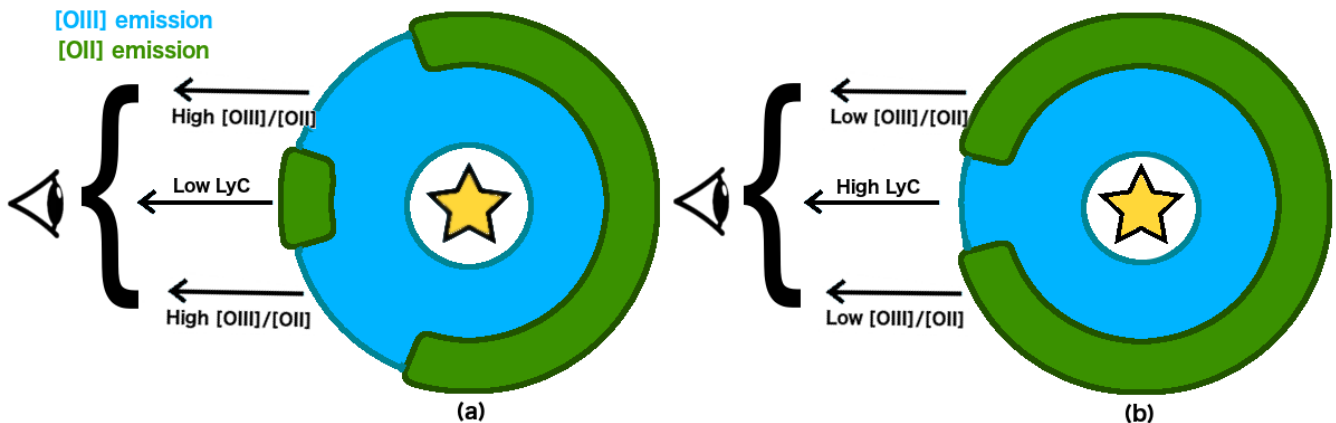 [OIII] emission
[OII] emission
High [OIII]/[OII]
Low LyC
High [OIII]/[OII]
(a)
Low [OIII]/[OII]
High LyC
Low [OIII]/[OII]
(b)